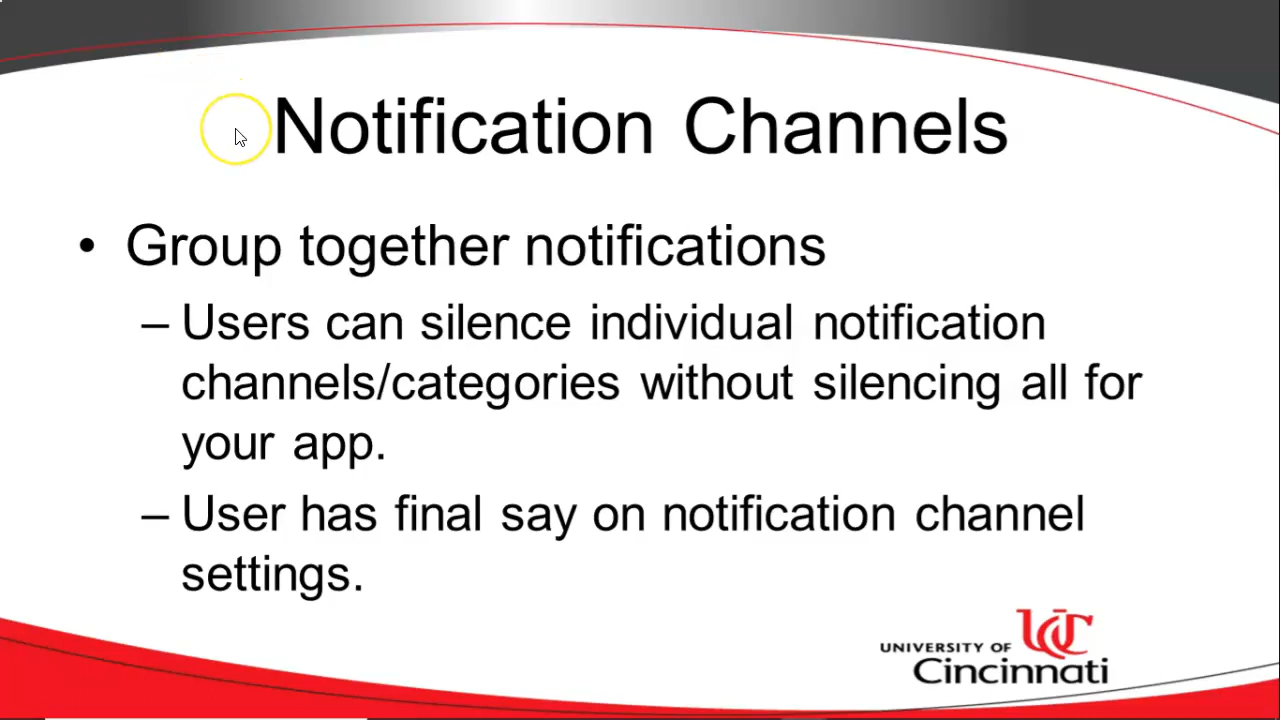 Notification Channels
• Group together notifications
– Users can silence individual notification
channels/categories without silencing all for
your app.
– User has final say on notification channel
settings.
UC
UNIVERSITY OF
Cincinnati